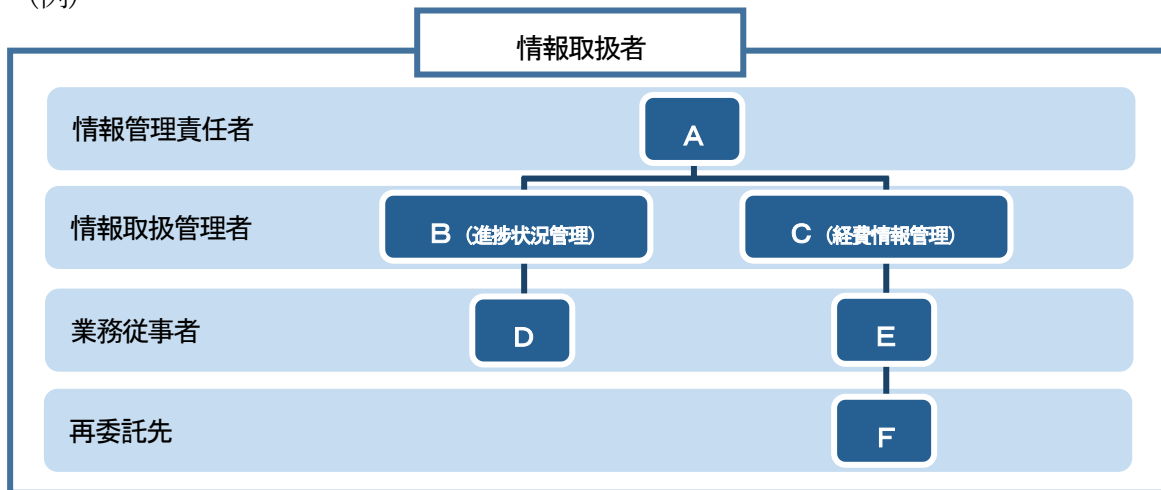 （例）
情報取扱者
情報管理責任者
A
情報取扱管理者
B（進捗状況管理）
C（経費情報管理）
業務従事者
D
E
再委託先
F